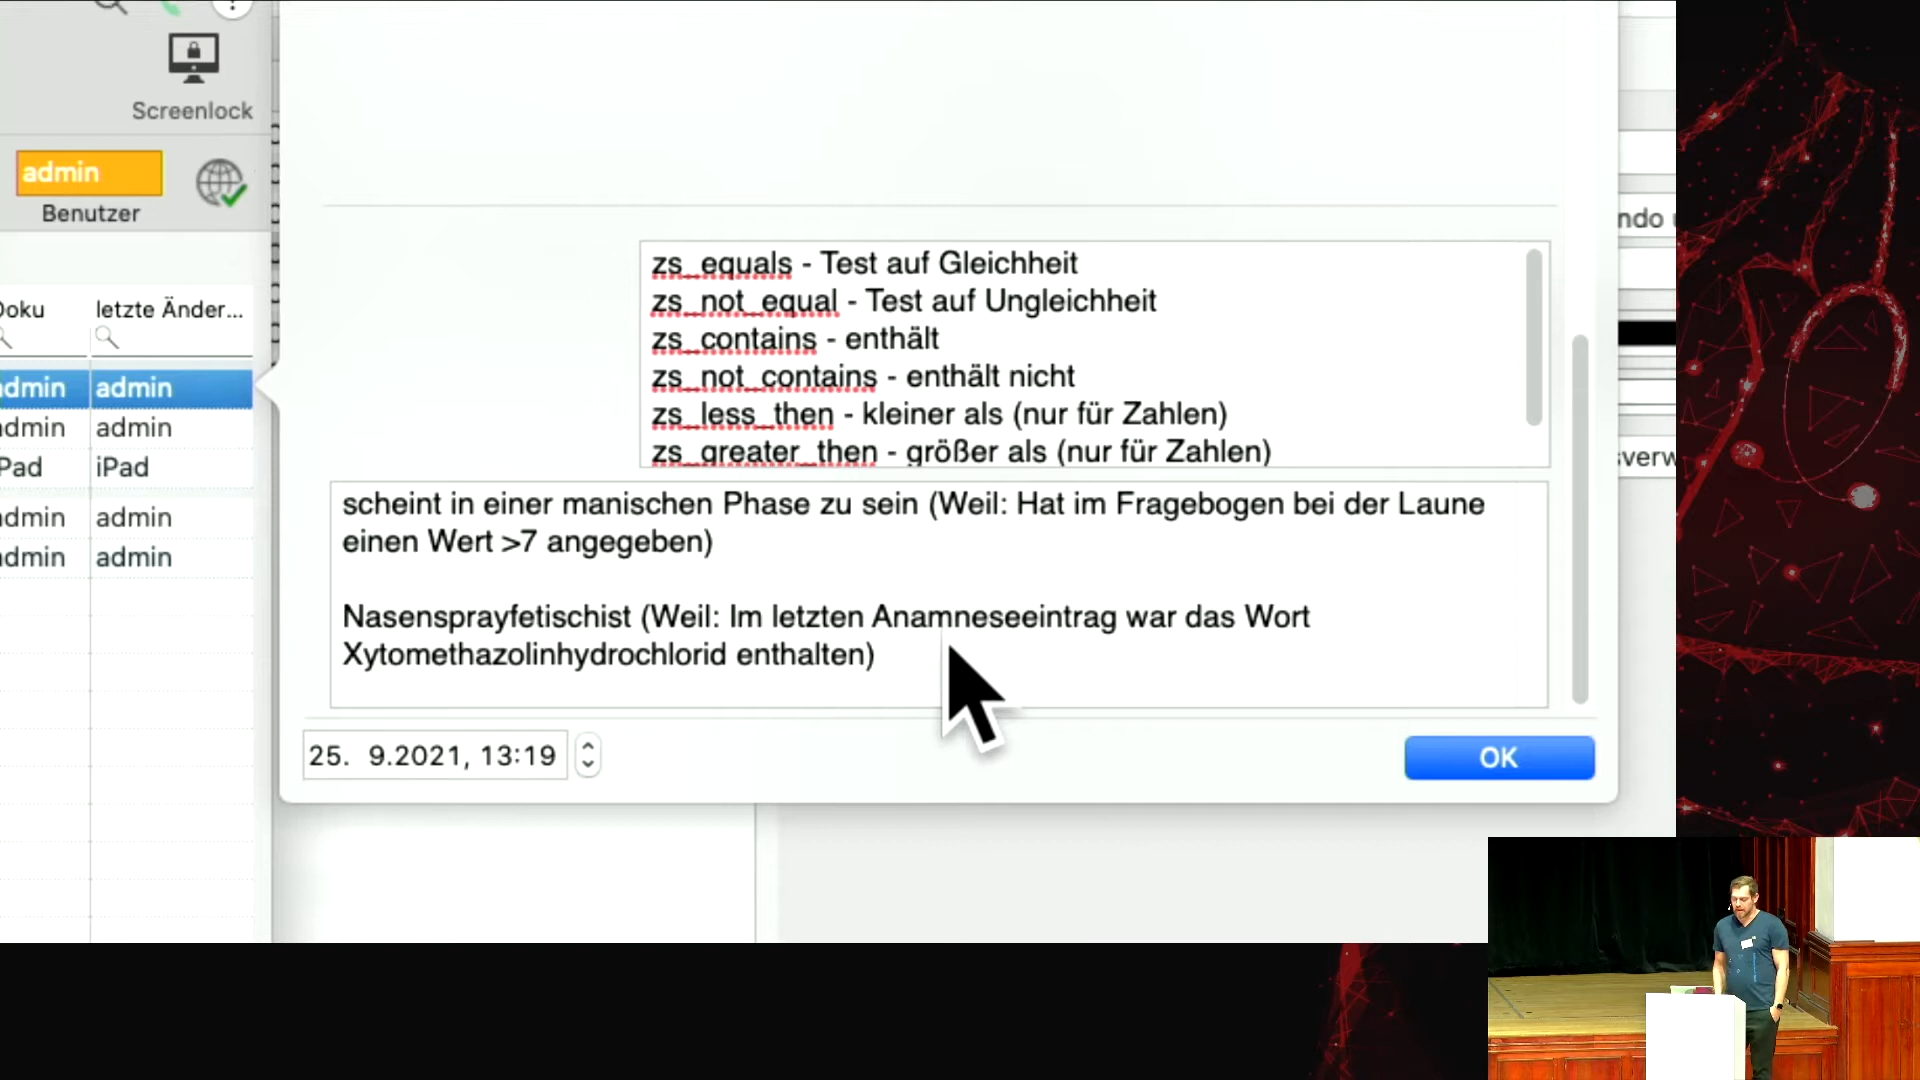 Screenlock
admin
Benutzer
Doku
letzte Änder...
admin
admin
admin
admin
iPad
iPad
admin
admin
admin
admin
zs_equals - Test auf Gleichheit
zs_not_equal - Test auf Ungleichheit
zs_contains - enthält
zs_not_contains - enthält nicht
zs_less_then - kleiner als (nur für Zahlen)
zs_greater_then - größer als (nur für Zahlen)
scheint in einer manischen Phase zu sein (Weil: Hat im Fragebogen bei der Laune
einen Wert >7 angegeben)
Nasensprayfetischist (Weil: Im letzten Anamneseeintrag war das Wort
Xytomethazolinhydrochlorid enthalten)
25. 9.2021, 13:19
OK